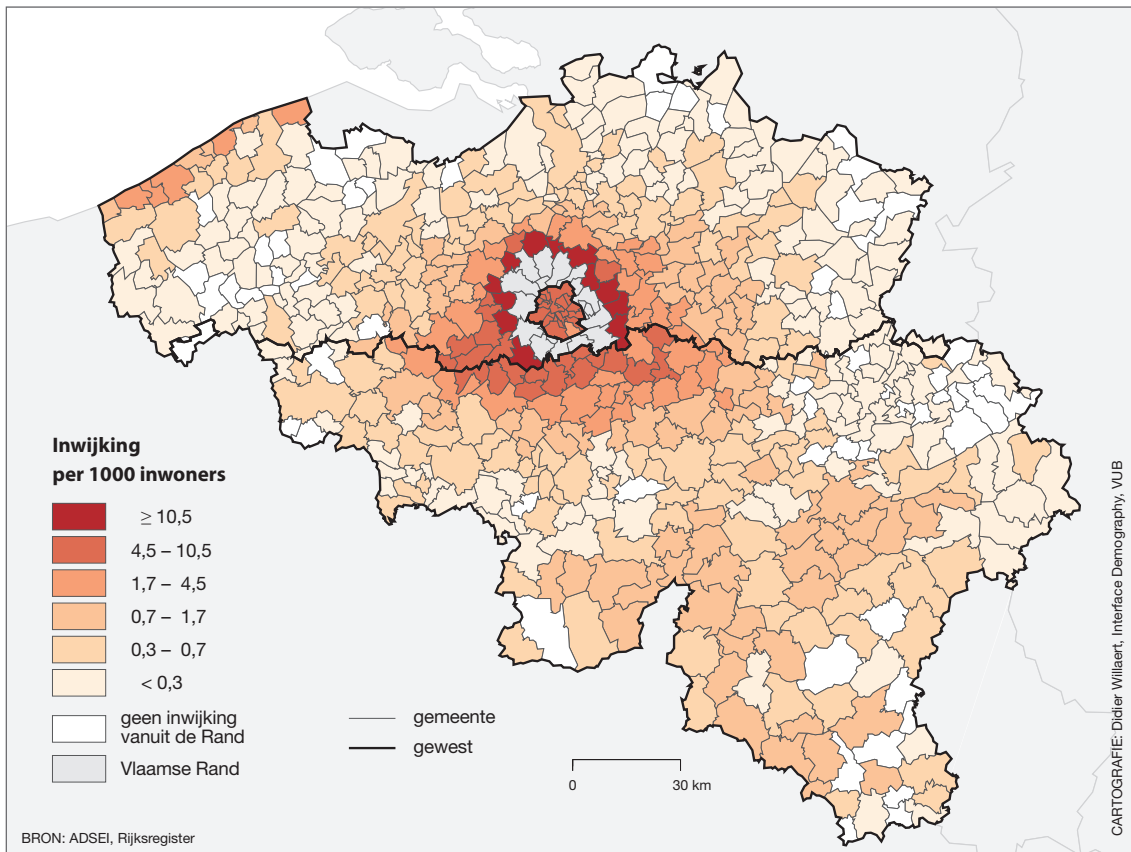 Inwijking
per 1000 inwoners
≥ 10,5
4,5 – 10,5
1,7 – 4,5
0,7 – 1,7
0,3 – 0,7
< 0,3
geen inwijking
vanuit de Rand
Vlaamse Rand
gemeente
gewest
0 30 km
BRON: ADSEI, Rijksregister
CARTOGRAFIE: Didier Willaert, Interface Demography, VUB